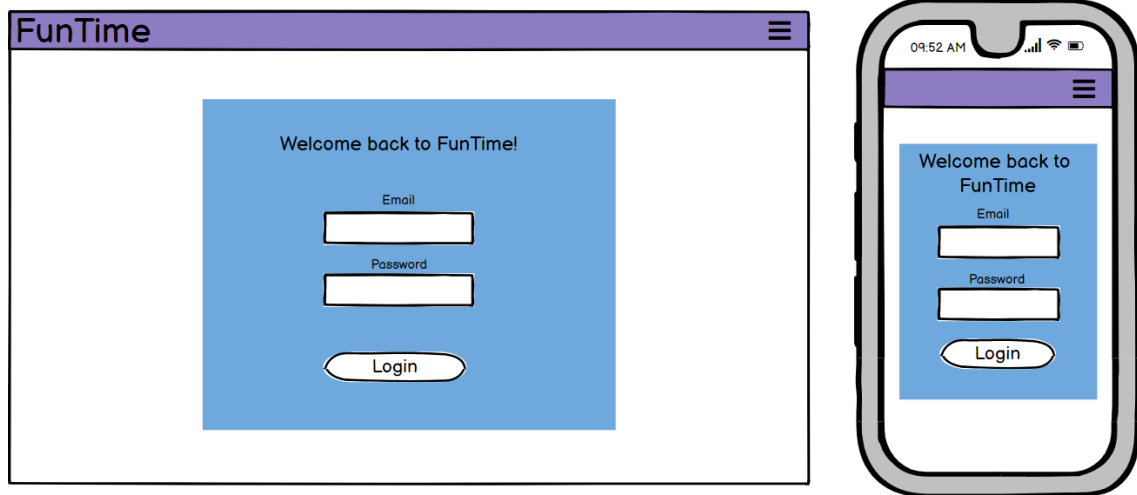 FunTime
Welcome back to FunTime!
Email
Password
Login
09:52 AM
Welcome back to
FunTime
Email
Password
Login